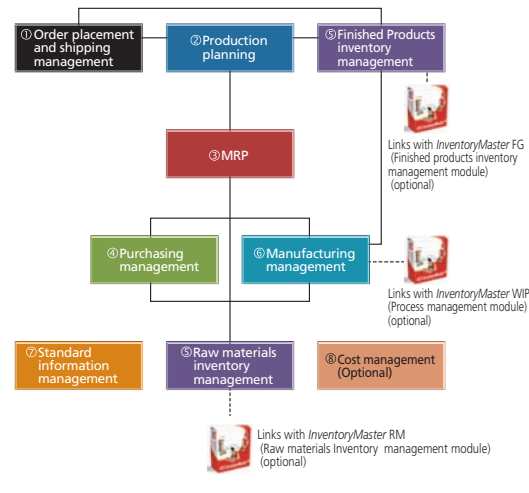 ①Order placement
and shipping
management
②Production
planning
⑤Finished Products
inventory
management
Links with InventoryMaster FG
(Finished products inventory
management module)
(optional)
③MRP
④Purchasing
management
⑥Manufacturing
management
Links with InventoryMaster WIP
(Process management module)
(optional)
⑦Standard
information
management
⑤Raw materials
inventory
management
⑧Cost management
(Optional)
Links with InventoryMaster RM
(Raw materials Inventory management module)
(optional)